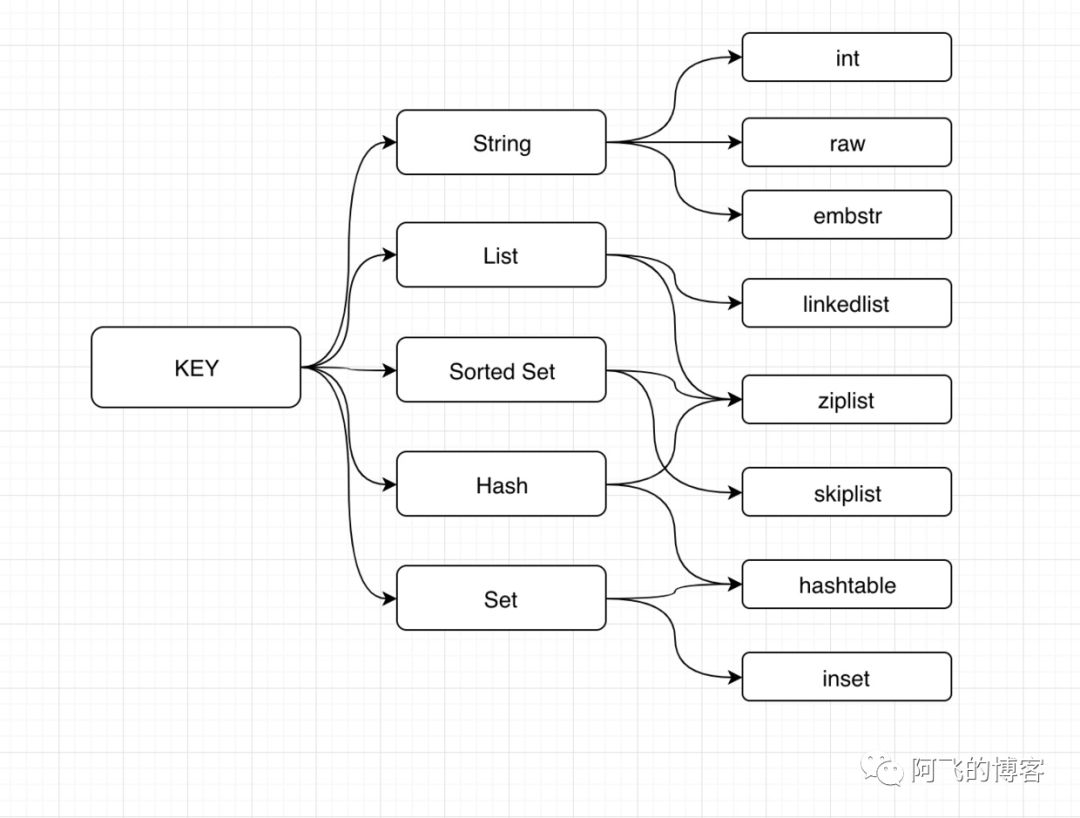 KEY
String
List
Sorted Set
Hash
Set
int
raw
embstr
linkedlist
ziplist
skiplist
hashtable
inset
阿飞的博客